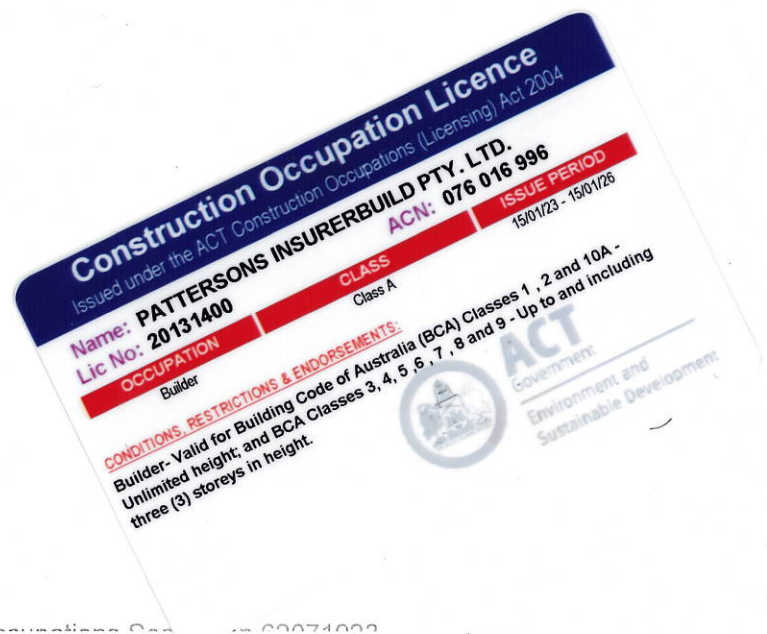 Construction Occupation Licence
Issued under the ACT Construction Occupations (Licensing) Act 2004
Name: PATTERSONS INSURERBUILD PTY. LTD.
Lic No: 20131400 ACN: 076 016 996
OCCUPATION CLASS ISSUE PERIOD
Builder Class A 15/01/23 - 15/01/26
CONDITIONS, RESTRICTIONS & ENDORSEMENTS:
Builder- Valid for Building Code of Australia (BCA) Classes 1 , 2 and 10A -
Unlimited height; and BCA Classes 3, 4, 5 ,6 , 7 , 8 and 9 - Up to and including
three (3) storeys in height.
ACT
Government
Environment and
Sustainable Development